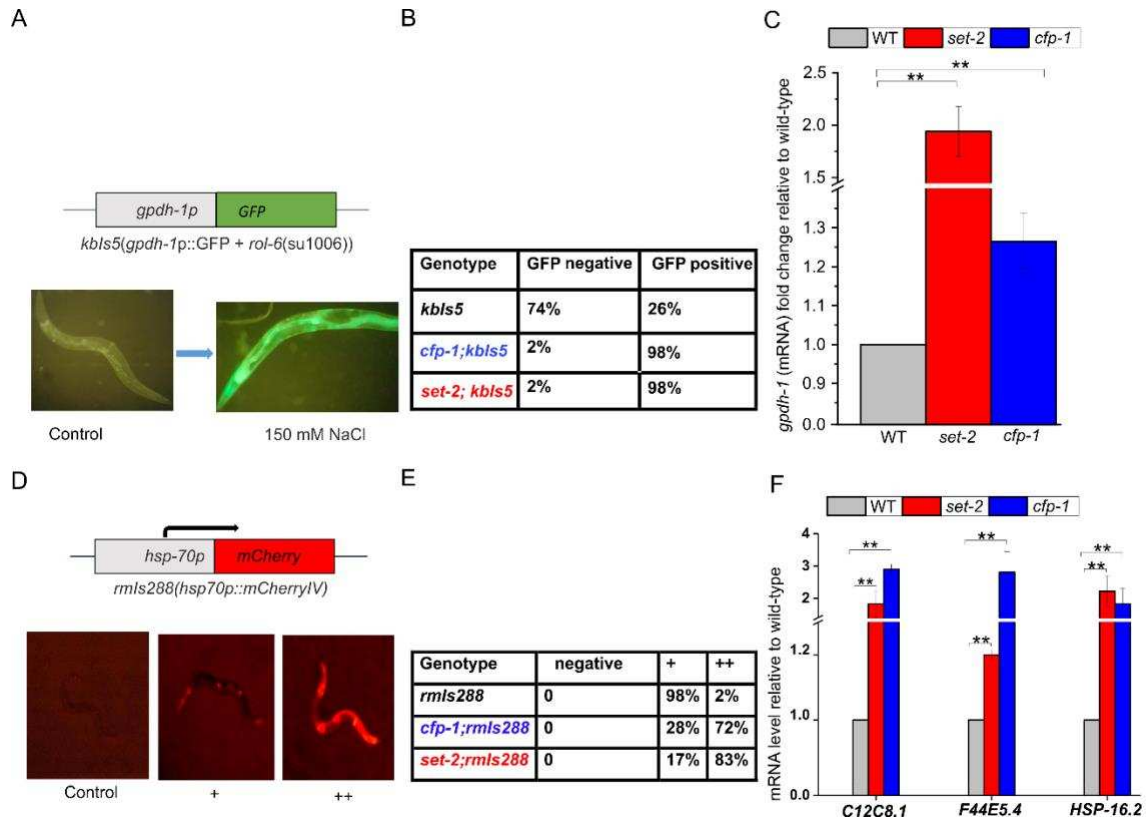 A
gpdh-1p GFP
kbIs5(gpdh-1p::GFP + rol-6(su1006))
Control 150 mM NaCl
B
Genotype GFP negative GFP positive
kbIs5 74% 26%
cfp-1;kbIs5 2% 98%
set-2; kbIs5 2% 98%
C
WT set-2 cfp-1
** **
gpdh-1 (mRNA) fold change relative to wild-type
2.5
2.0
1.5
1.2
1.0
0.9
0.0
WT set-2 cfp-1
D
hsp-70p mCherry
rmIs288(hsp70p::mCherryIV)
Control + ++
E
Genotype negative + ++
rmIs288 0 98% 2%
cfp-1;rmIs288 0 28% 72%
set-2;rmIs288 0 17% 83%
F
WT set-2 cfp-1
** ** **
** ** **
mRNA level relative to wild-type
4
3
2
1.2
1.0
0.0
C12C8.1 F44E5.4 HSP-16.2